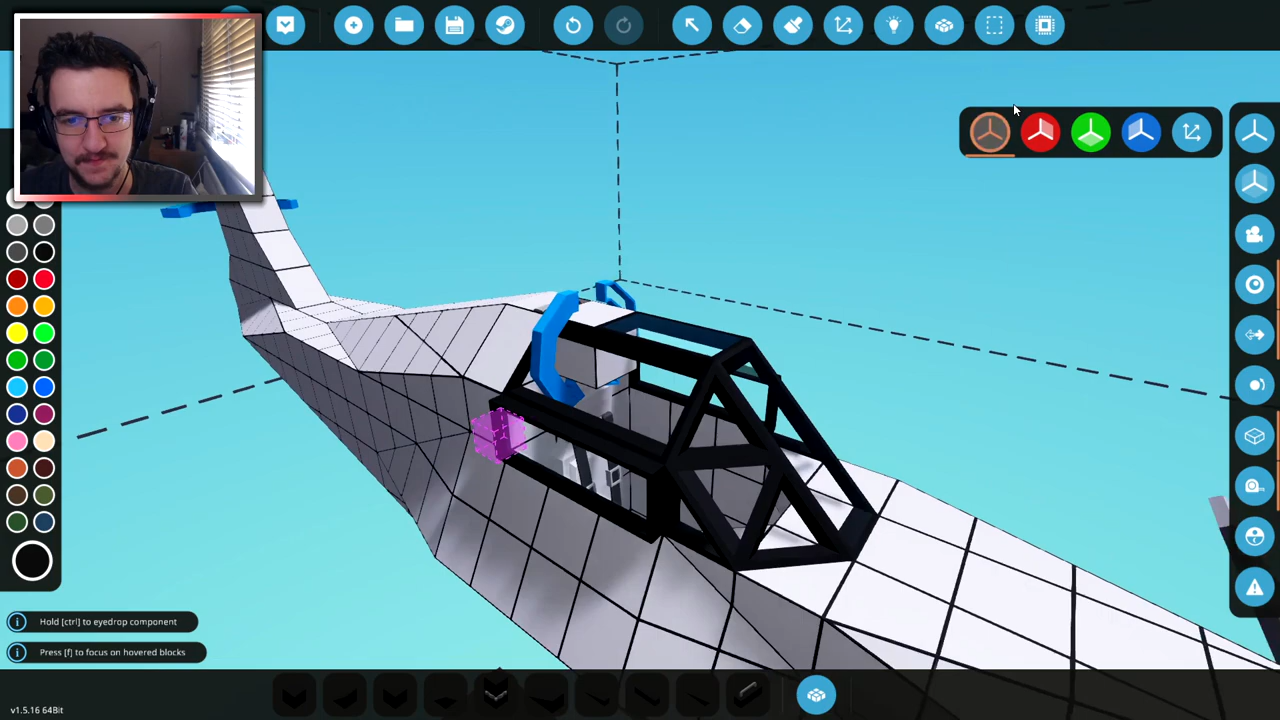 Hold [ctrl] to eyedrop component
Press [f] to focus on hovered blocks
v1.5.16 64Bit